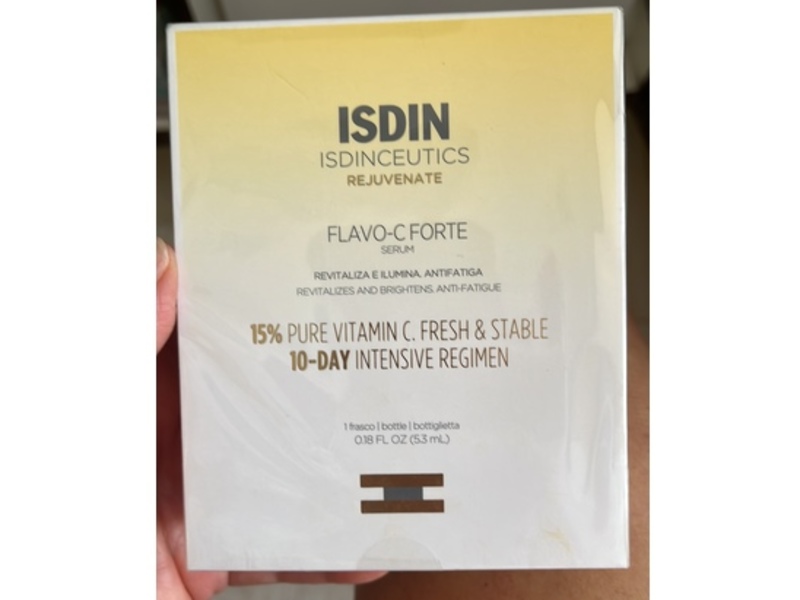 ISDIN
ISDINCEUTICS
REJUVENATE
FLAVO-C FORTE
SERUM
REVITALIZA E ILUMINA. ANTIFATIGA
REVITALIZES AND BRIGHTENS. ANTI-FATIGUE
15% PURE VITAMIN C. FRESH & STABLE
10-DAY INTENSIVE REGIMEN
1 frasco | bottle | bottiglietta
0.18 FL OZ (5.3 mL)